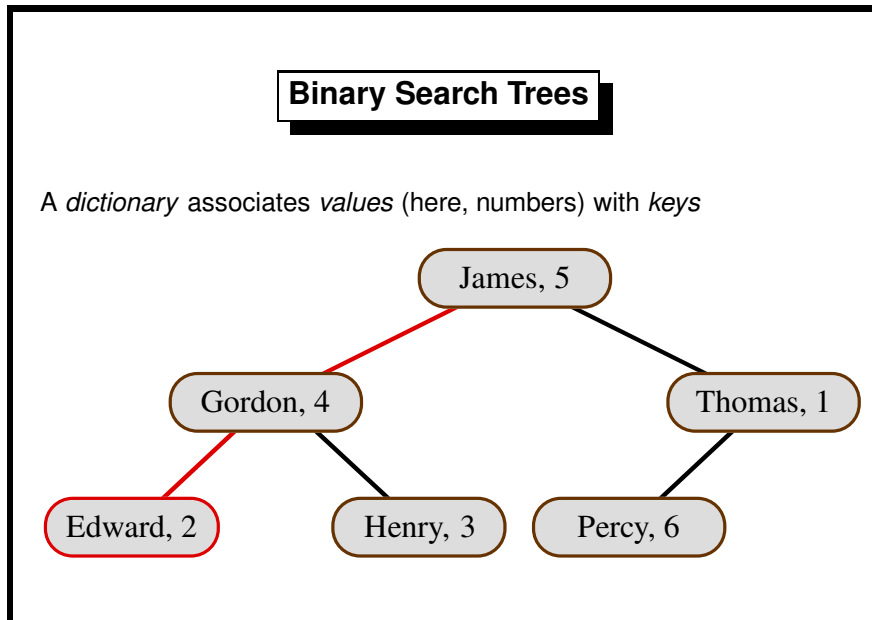 Binary Search Trees
A dictionary associates values (here, numbers) with keys
James, 5
Gordon, 4
Thomas, 1
Edward, 2
Henry, 3
Percy, 6